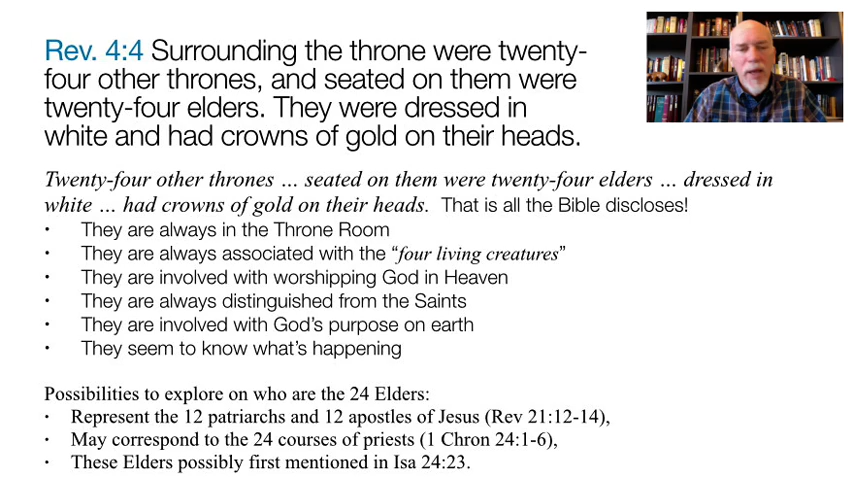 Rev. 4:4 Surrounding the throne were twenty-
four other thrones, and seated on them were
twenty-four elders. They were dressed in
white and had crowns of gold on their heads.
Twenty-four other thrones … seated on them were twenty-four elders … dressed in
white … had crowns of gold on their heads. That is all the Bible discloses!
• They are always in the Throne Room
• They are always associated with the “four living creatures”
• They are involved with worshipping God in Heaven
• They are always distinguished from the Saints
• They are involved with God’s purpose on earth
• They seem to know what’s happening
Possibilities to explore on who are the 24 Elders:
• Represent the 12 patriarchs and 12 apostles of Jesus (Rev 21:12-14),
• May correspond to the 24 courses of priests (1 Chron 24:1-6),
• These Elders possibly first mentioned in Isa 24:23.